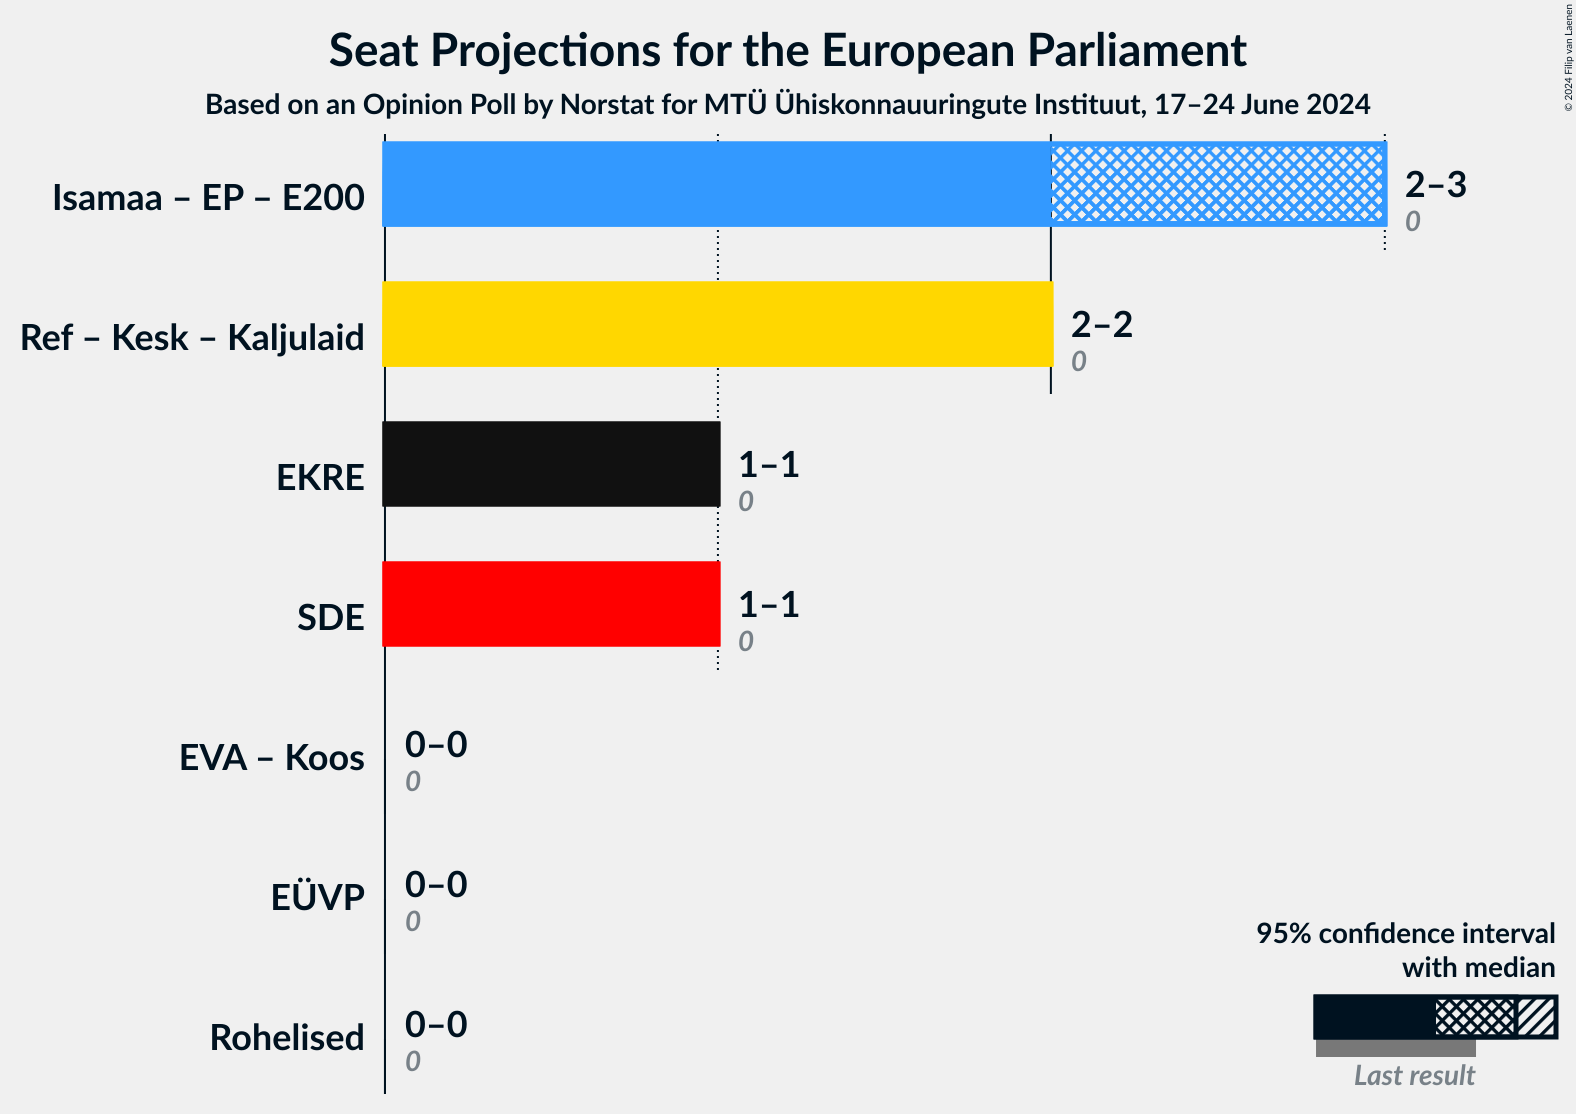 Seat Projections for the European Parliament
Based on an Opinion Poll by Norstat for MTÜ Ühiskonnauuringute Instituut, 17–24 June 2024
© 2024 Filip van Laenen
Isamaa – EP – E200
2–3
0
Ref – Kesk – Kaljulaid
2–2
0
EKRE
1–1
0
SDE
1–1
0
EVA – Koos
0–0
0
EÜVP
0–0
0
Rohelised
0–0
0
95% confidence interval
with median
Last result